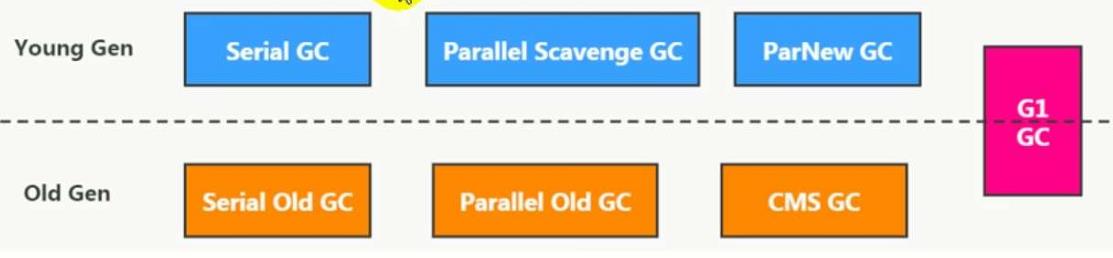 Young Gen
Serial GC
Parallel Scavenge GC
ParNew GC
G1
GC
Old Gen
Serial Old GC
Parallel Old GC
CMS GC